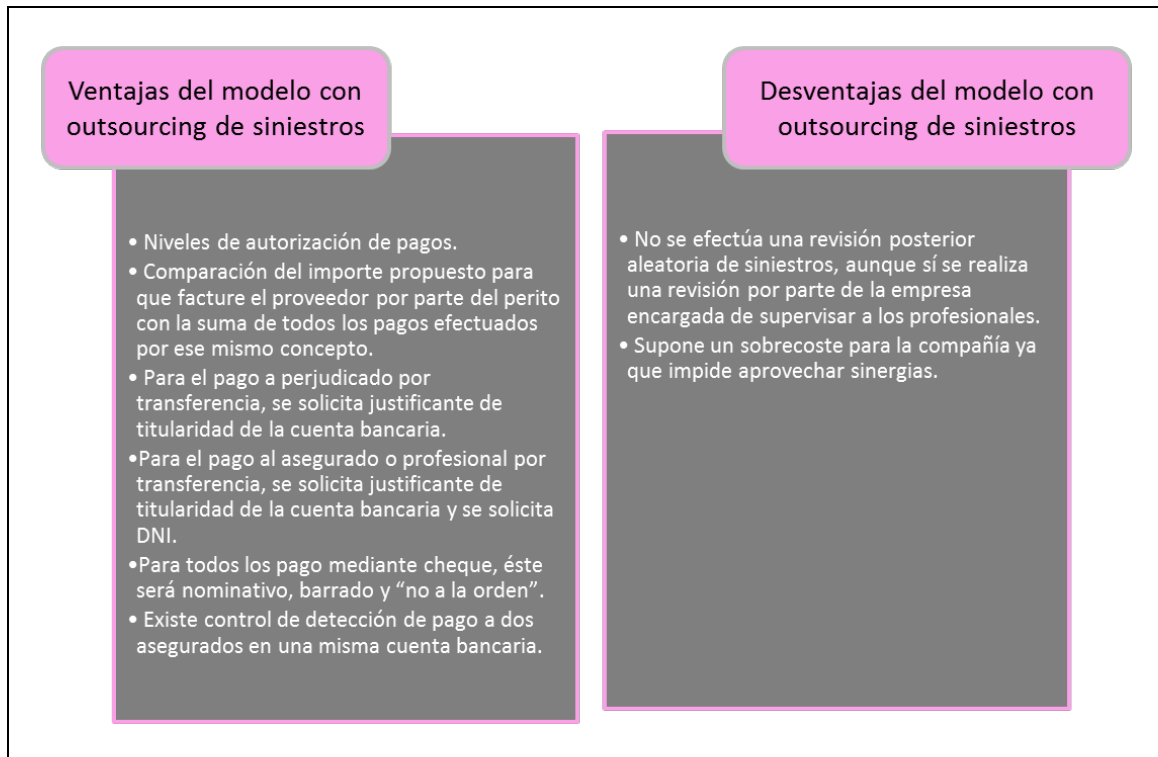 Ventajas del modelo con
outsourcing de siniestros
• Niveles de autorización de pagos.
• Comparación del importe propuesto para
que facture el proveedor por parte del perito
con la suma de todos los pagos efectuados
por ese mismo concepto.
• Para el pago a perjudicado por
transferencia, se solicita justificante de
titularidad de la cuenta bancaria.
•Para el pago al asegurado o profesional por
transferencia, se solicita justificante de
titularidad de la cuenta bancaria y se solicita
DNI.
•Para todos los pago mediante cheque, éste
será nominativo, barrado y “no a la orden”.
• Existe control de detección de pago a dos
asegurados en una misma cuenta bancaria.
Desventajas del modelo con
outsourcing de siniestros
• No se efectúa una revisión posterior
aleatoria de siniestros, aunque sí se realiza
una revisión por parte de la empresa
encargada de supervisar a los profesionales.
• Supone un sobrecoste para la compañía ya
que impide aprovechar sinergias.